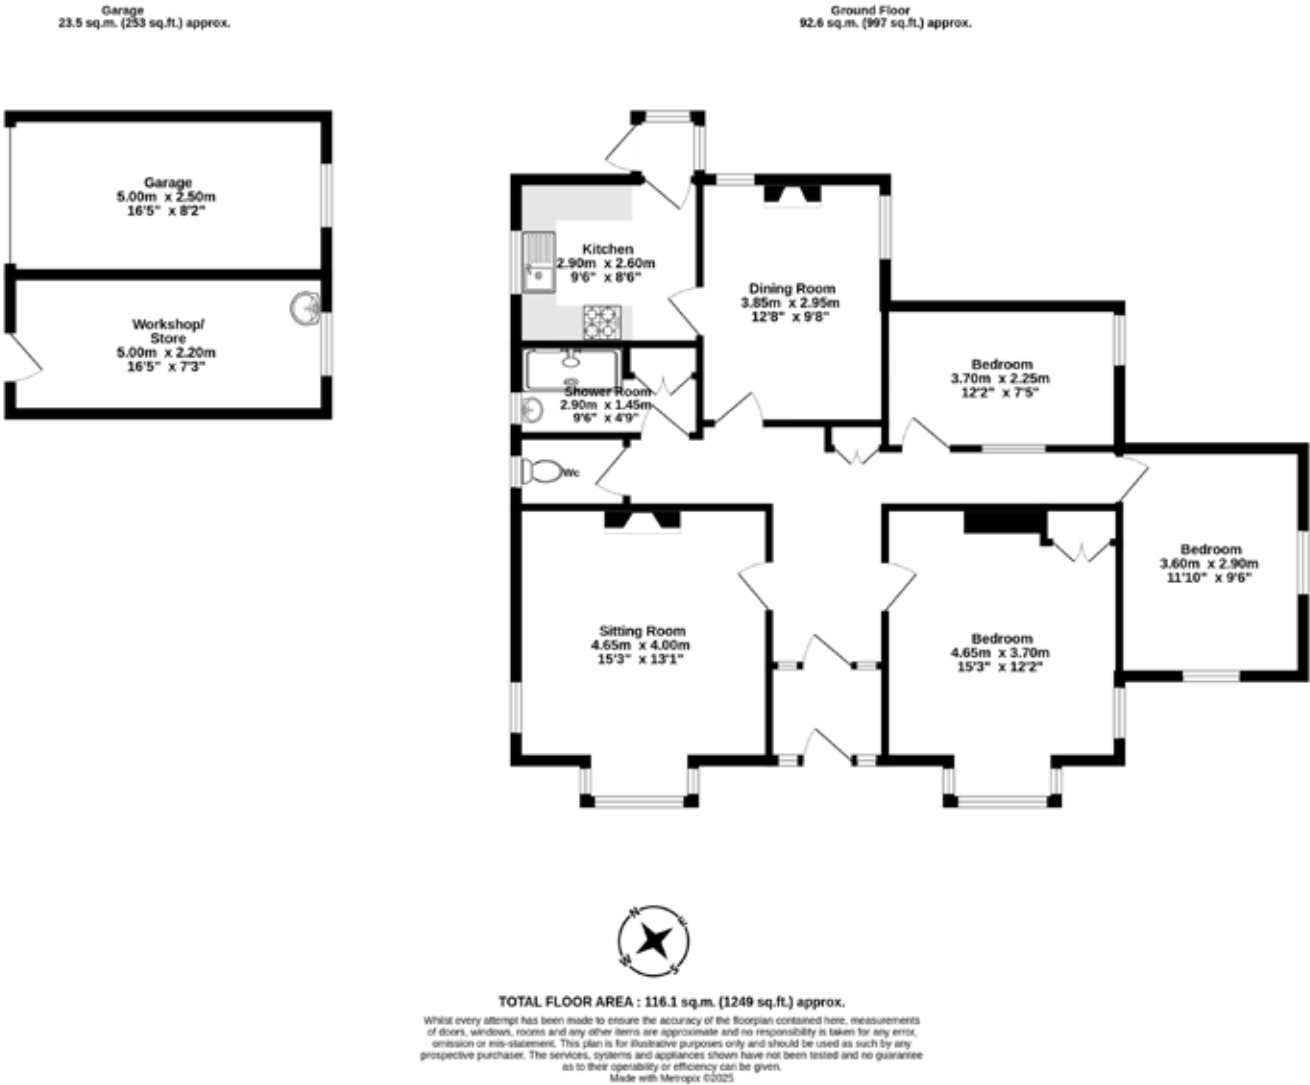 Garage
23.5 sq.m. (253 sq.ft.) approx.
Ground Floor
92.6 sq.m. (997 sq.ft.) approx.
Garage
5.00m x 2.50m
16'5" x 8'2"
Workshop/
Store
5.00m x 2.20m
16'5" x 7'3"
Kitchen
2.90m x 2.60m
9'6" x 8'6"
Dining Room
3.85m x 2.95m
12'8" x 9'8"
Bedroom
3.70m x 2.25m
12'2" x 7'5"
Shower Room
2.90m x 1.45m
9'6" x 4'9"
Wc
Bedroom
3.60m x 2.90m
11'10" x 9'6"
Sitting Room
4.65m x 4.00m
15'3" x 13'1"
Bedroom
4.65m x 3.70m
15'3" x 12'2"
N
E
W
S
TOTAL FLOOR AREA : 116.1 sq.m. (1249 sq.ft.) approx.
Whilst every attempt has been made to ensure the accuracy of the floorplan contained here, measurements
of doors, windows, rooms and any other items are approximate and no responsibility is taken for any error,
omission or mis-statement. This plan is for illustrative purposes only and should be used as such by any
prospective purchaser. The services, systems and appliances shown have not been tested and no guarantee
as to their operability or efficiency can be given.
Made with Metropix ©2025